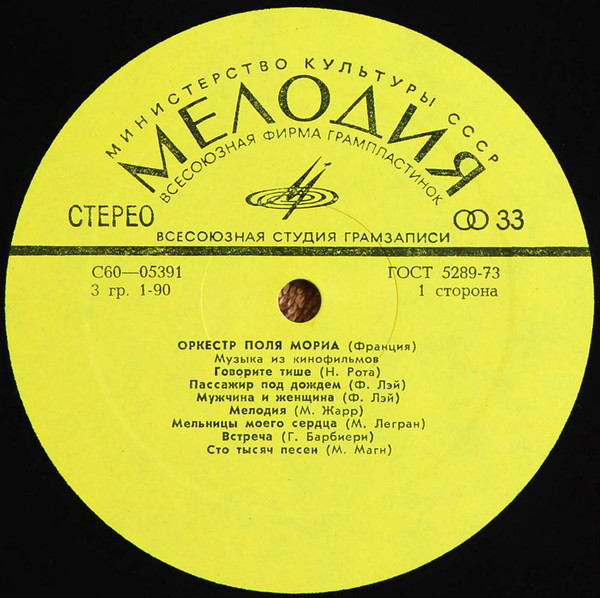 МИНИСТЕРСТВО КУЛЬТУРЫ СССР
МЕЛОДИЯ
ВСЕСОЮЗНАЯ ФИРМА ГРАМПЛАСТИНОК
СТЕРЕО
33
ВСЕСОЮЗНАЯ СТУДИЯ ГРАМЗАПИСИ
С60—05391
ГОСТ 5289-73
3 гр. 1-90
1 сторона
ОРКЕСТР ПОЛЯ МОРИА (Франция)
Музыка из кинофильмов
Говорите тише (Н. Рота)
Пассажир под дождем (Ф. Лэй)
Мужчина и женщина (Ф. Лэй)
Мелодия (М. Жарр)
Мельницы моего сердца (М. Легран)
Встреча (Г. Барбиери)
Сто тысяч песен (М. Маги)